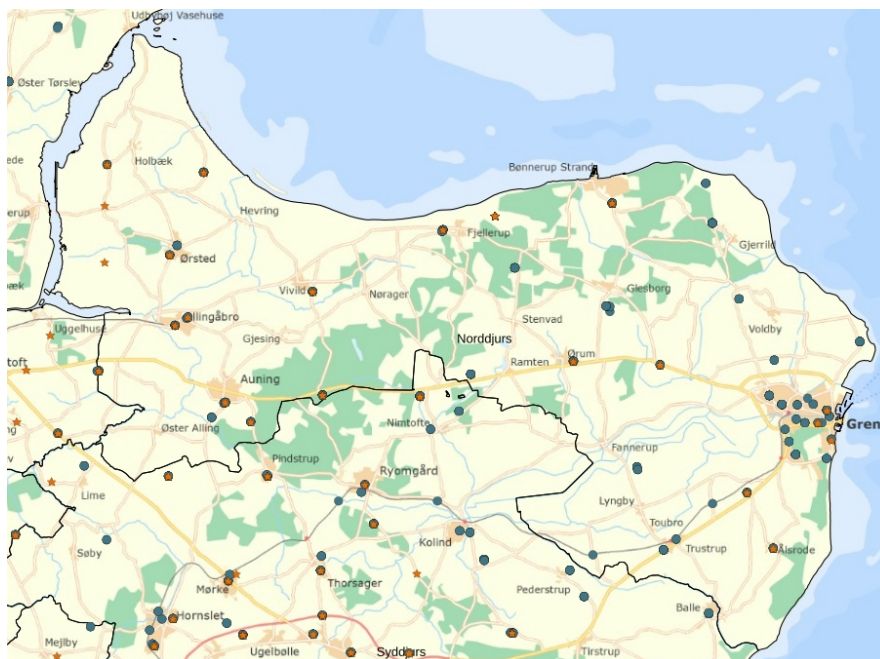 Udbyhøj Vasehuse
Øster Tørslev
Holbæk
Bønnerup Strand
Hevring
Fjellerup
Gjerrild
Ørsted
Glesborg
Vivild
Nørager
Voldby
Allingåbro
Stenvad
Uggelhuse
Gjesing
Norddjurs
Ramten
Ørum
toft
Auning
Øster Alling
Nimtofte
Gren
Fannerup
Pindstrup
Ryomgård
Lime
Lyngby
Toubro
Kolind
Søby
Trustrup
Ålsrode
Mørke
Thorsager
Pederstrup
Balle
Hornslet
Mejlby
Ugelbølle
Syddjurs
Tirstrup